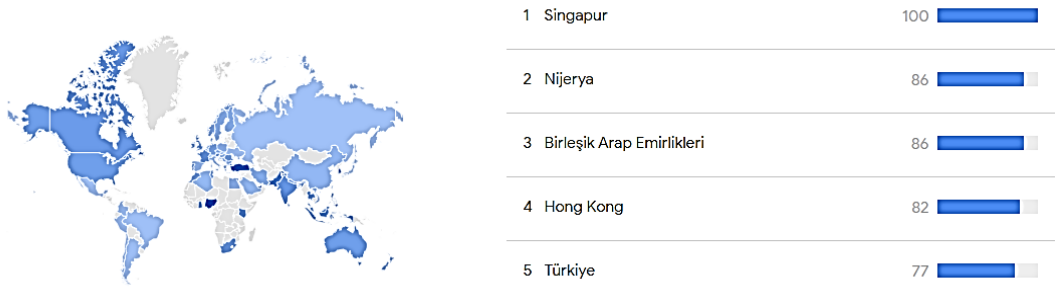 1 Singapur 100
2 Nijerya 86
3 Birleşik Arap Emirlikleri 86
4 Hong Kong 82
5 Türkiye 77